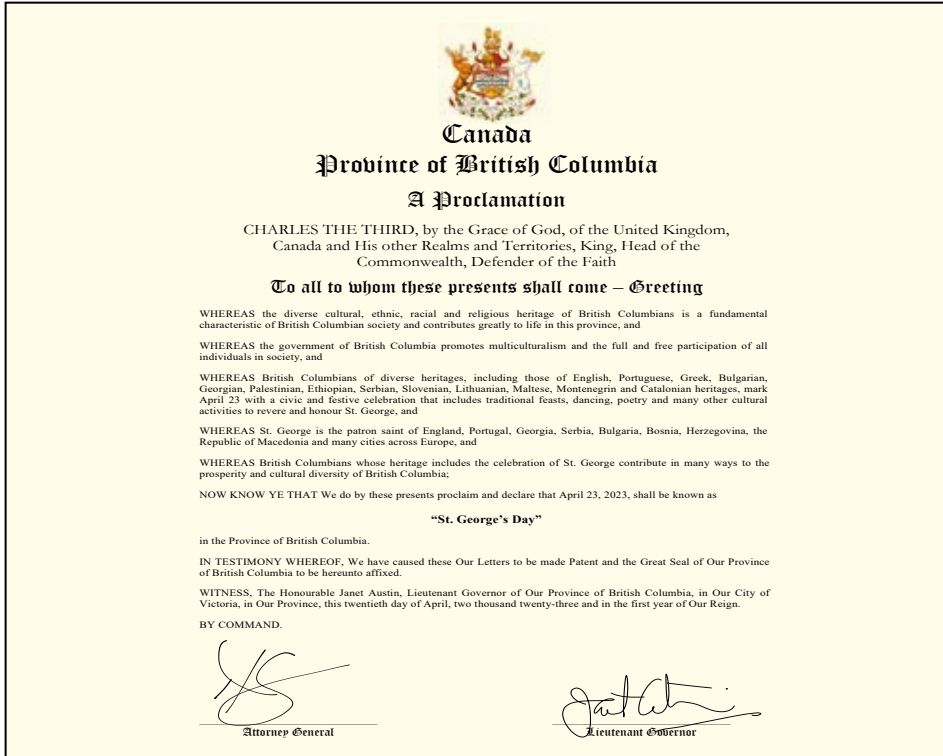 Canada
Province of British Columbia
A Proclamation
CHARLES THE THIRD, by the Grace of God, of the United Kingdom,
Canada and His other Realms and Territories, King, Head of the
Commonwealth, Defender of the Faith
To all to whom these presents shall come – Greeting
WHEREAS the diverse cultural, ethnic, racial and religious heritage of British Columbians is a fundamental
characteristic of British Columbian society and contributes greatly to life in this province, and
WHEREAS the government of British Columbia promotes multiculturalism and the full and free participation of all
individuals in society, and
WHEREAS British Columbians of diverse heritages, including those of English, Portuguese, Greek, Bulgarian,
Georgian, Palestinian, Ethiopian, Serbian, Slovenian, Lithuanian, Maltese, Montenegrin and Catalonian heritages, mark
April 23 with a civic and festive celebration that includes traditional feasts, dancing, poetry and many other cultural
activities to revere and honour St. George, and
WHEREAS St. George is the patron saint of England, Portugal, Georgia, Serbia, Bulgaria, Bosnia, Herzegovina, the
Republic of Macedonia and many cities across Europe, and
WHEREAS British Columbians whose heritage includes the celebration of St. George contribute in many ways to the
prosperity and cultural diversity of British Columbia;
NOW KNOW YE THAT We do by these presents proclaim and declare that April 23, 2023, shall be known as
“St. George’s Day”
in the Province of British Columbia.
IN TESTIMONY WHEREOF, We have caused these Our Letters to be made Patent and the Great Seal of Our Province
of British Columbia to be hereunto affixed.
WITNESS, The Honourable Janet Austin, Lieutenant Governor of Our Province of British Columbia, in Our City of
Victoria, in Our Province, this twentieth day of April, two thousand twenty-three and in the first year of Our Reign.
BY COMMAND.
Attorney General
Lieutenant Governor